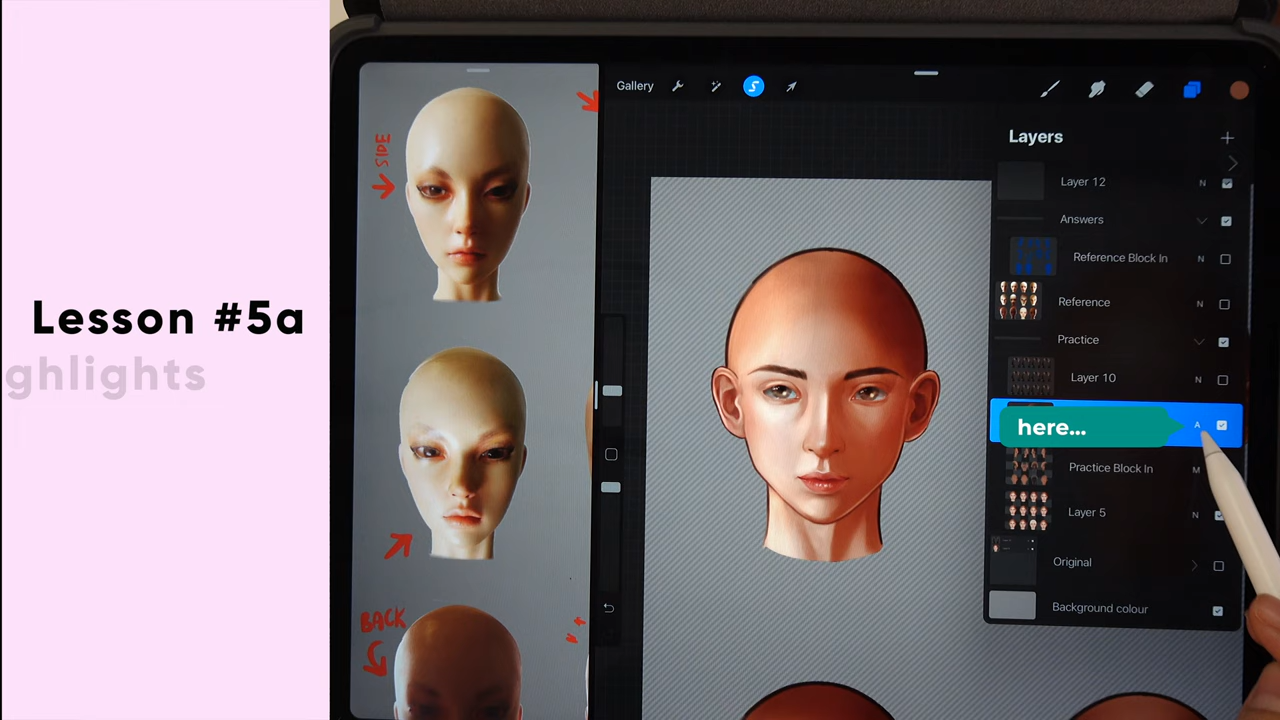 Lesson #5a
ghlights
SIDE
BACK
Gallery
S
Layers
Layer 12
N
Answers
Reference Block In
N
Reference
N
Practice
Layer 10
N
here...
A
Practice Block In
M
Layer 5
N
Original
Background colour